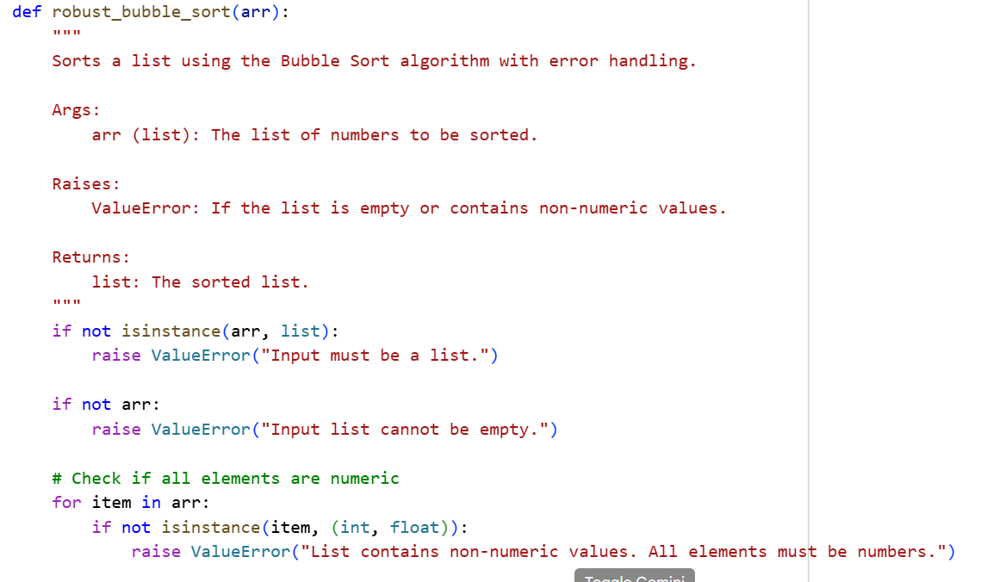 def robust_bubble_sort(arr):
    """
    Sorts a list using the Bubble Sort algorithm with error handling.

    Args:
        arr (list): The list of numbers to be sorted.

    Raises:
        ValueError: If the list is empty or contains non-numeric values.

    Returns:
        list: The sorted list.
    """
    if not isinstance(arr, list):
        raise ValueError("Input must be a list.")

    if not arr:
        raise ValueError("Input list cannot be empty.")

    # Check if all elements are numeric
    for item in arr:
        if not isinstance(item, (int, float)):
            raise ValueError("List contains non-numeric values. All elements must be numbers.")
Toggle Gemini